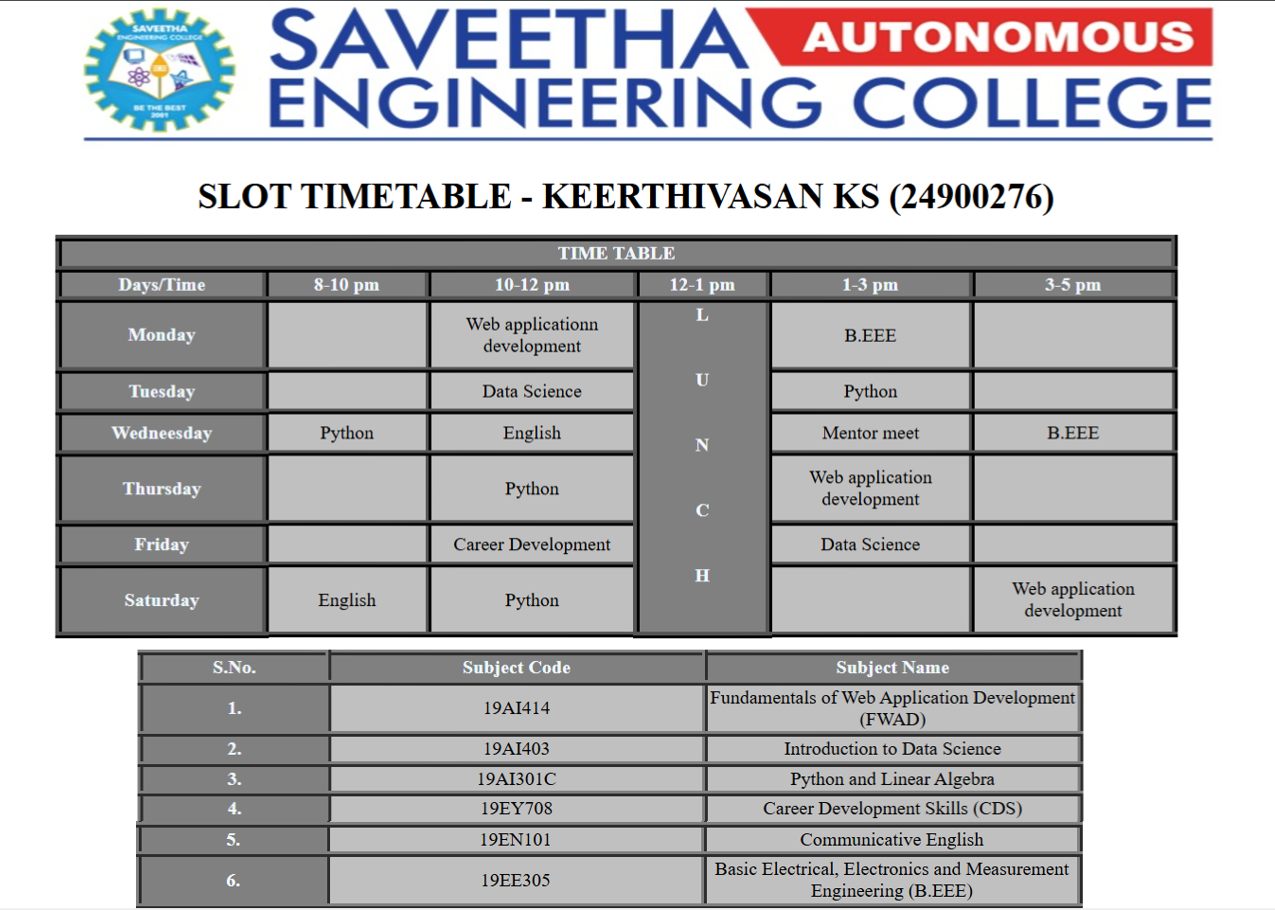 SAVEETHA
ENGINEERING COLLEGE
BE THE BEST
2001
SAVEETHA AUTONOMOUS
ENGINEERING COLLEGE
SLOT TIMETABLE - KEERTHIVASAN KS (24900276)
TIME TABLE
Days/Time 8-10 pm 10-12 pm 12-1 pm 1-3 pm 3-5 pm
Monday Web applicationn development L B.EEE
Tuesday Data Science U Python
Wedneesday Python English N Mentor meet B.EEE
Thursday Python C Web application development
Friday Career Development H Data Science
Saturday English Python Web application development
S.No. Subject Code Subject Name
1. 19AI414 Fundamentals of Web Application Development (FWAD)
2. 19AI403 Introduction to Data Science
3. 19AI301C Python and Linear Algebra
4. 19EY708 Career Development Skills (CDS)
5. 19EN101 Communicative English
6. 19EE305 Basic Electrical, Electronics and Measurement Engineering (B.EEE)